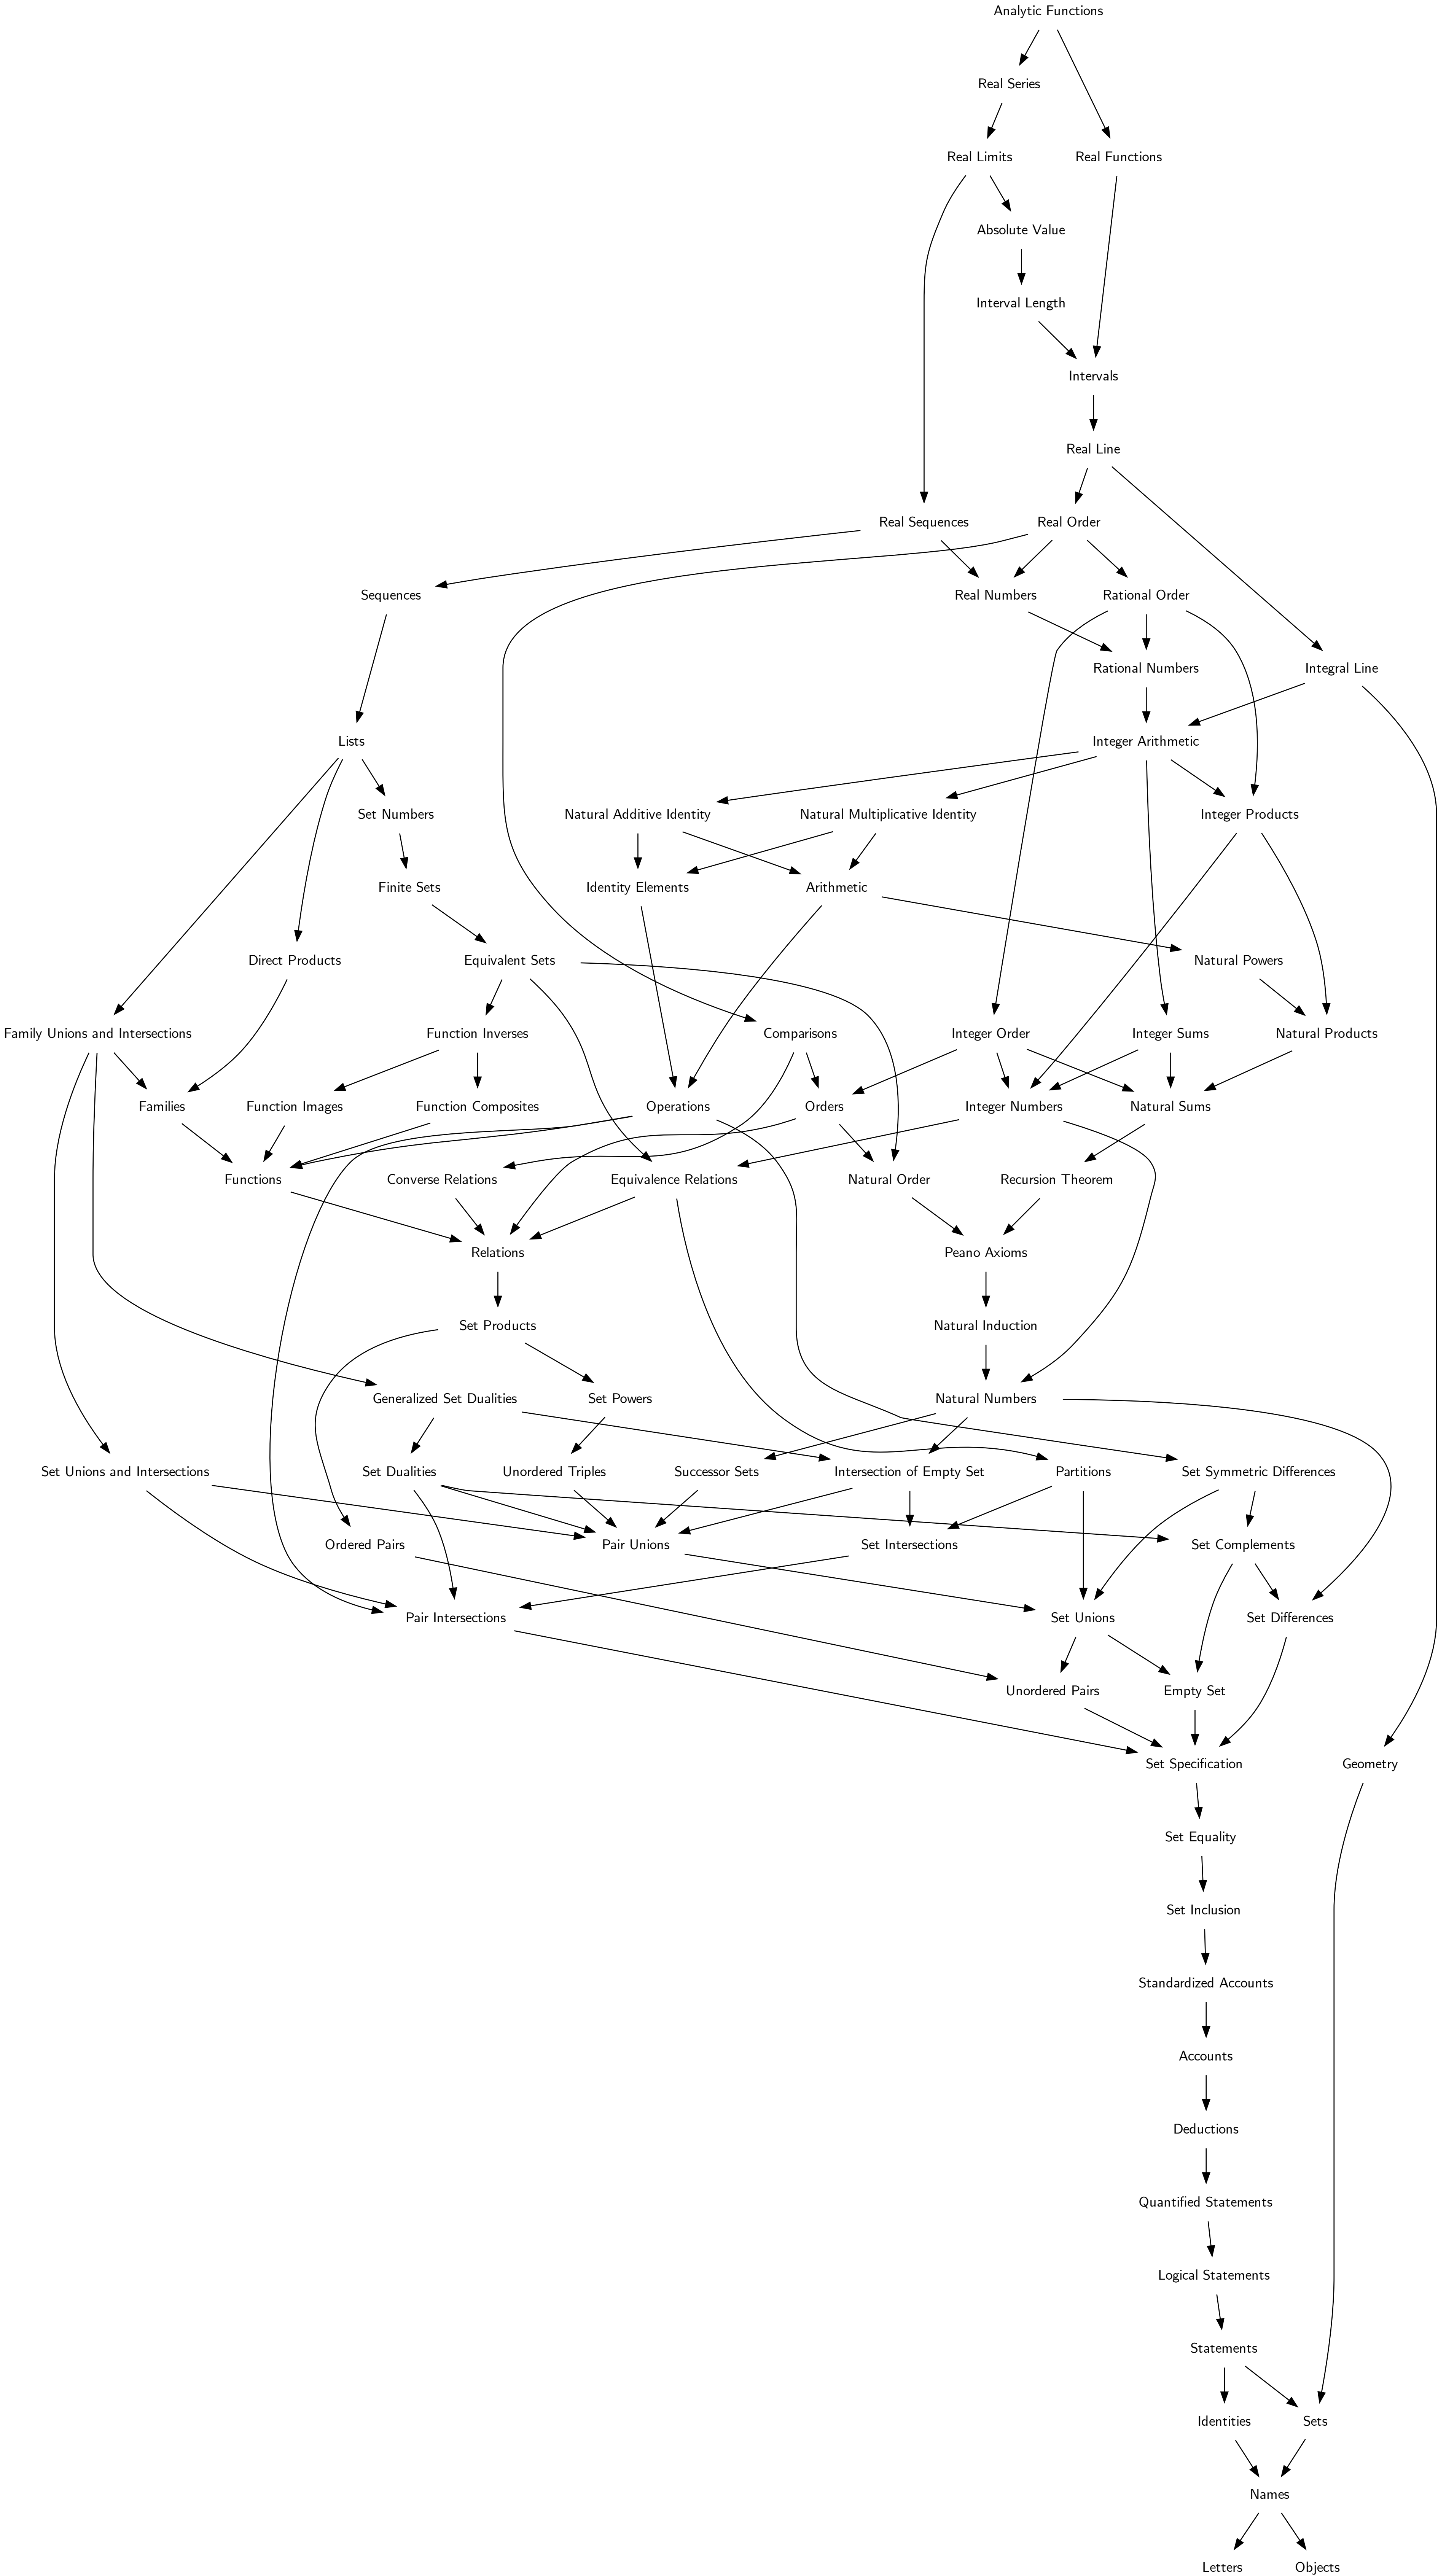 Analytic Functions
Real Series
Real Limits
Real Functions
Absolute Value
Interval Length
Intervals
Real Line
Real Sequences
Real Order
Sequences
Real Numbers
Rational Order
Rational Numbers
Integral Line
Lists
Integer Arithmetic
Set Numbers
Natural Additive Identity
Natural Multiplicative Identity
Integer Products
Finite Sets
Identity Elements
Arithmetic
Direct Products
Equivalent Sets
Natural Powers
Family Unions and Intersections
Function Inverses
Comparisons
Integer Order
Integer Sums
Natural Products
Families
Function Images
Function Composites
Operations
Orders
Integer Numbers
Natural Sums
Functions
Converse Relations
Equivalence Relations
Natural Order
Recursion Theorem
Relations
Peano Axioms
Set Products
Natural Induction
Generalized Set Dualities
Set Powers
Natural Numbers
Set Unions and Intersections
Set Dualities
Unordered Triples
Successor Sets
Intersection of Empty Set
Partitions
Set Symmetric Differences
Ordered Pairs
Pair Unions
Set Intersections
Set Complements
Pair Intersections
Set Unions
Set Differences
Unordered Pairs
Empty Set
Set Specification
Geometry
Set Equality
Set Inclusion
Standardized Accounts
Accounts
Deductions
Quantified Statements
Logical Statements
Statements
Identities
Sets
Names
Letters
Objects